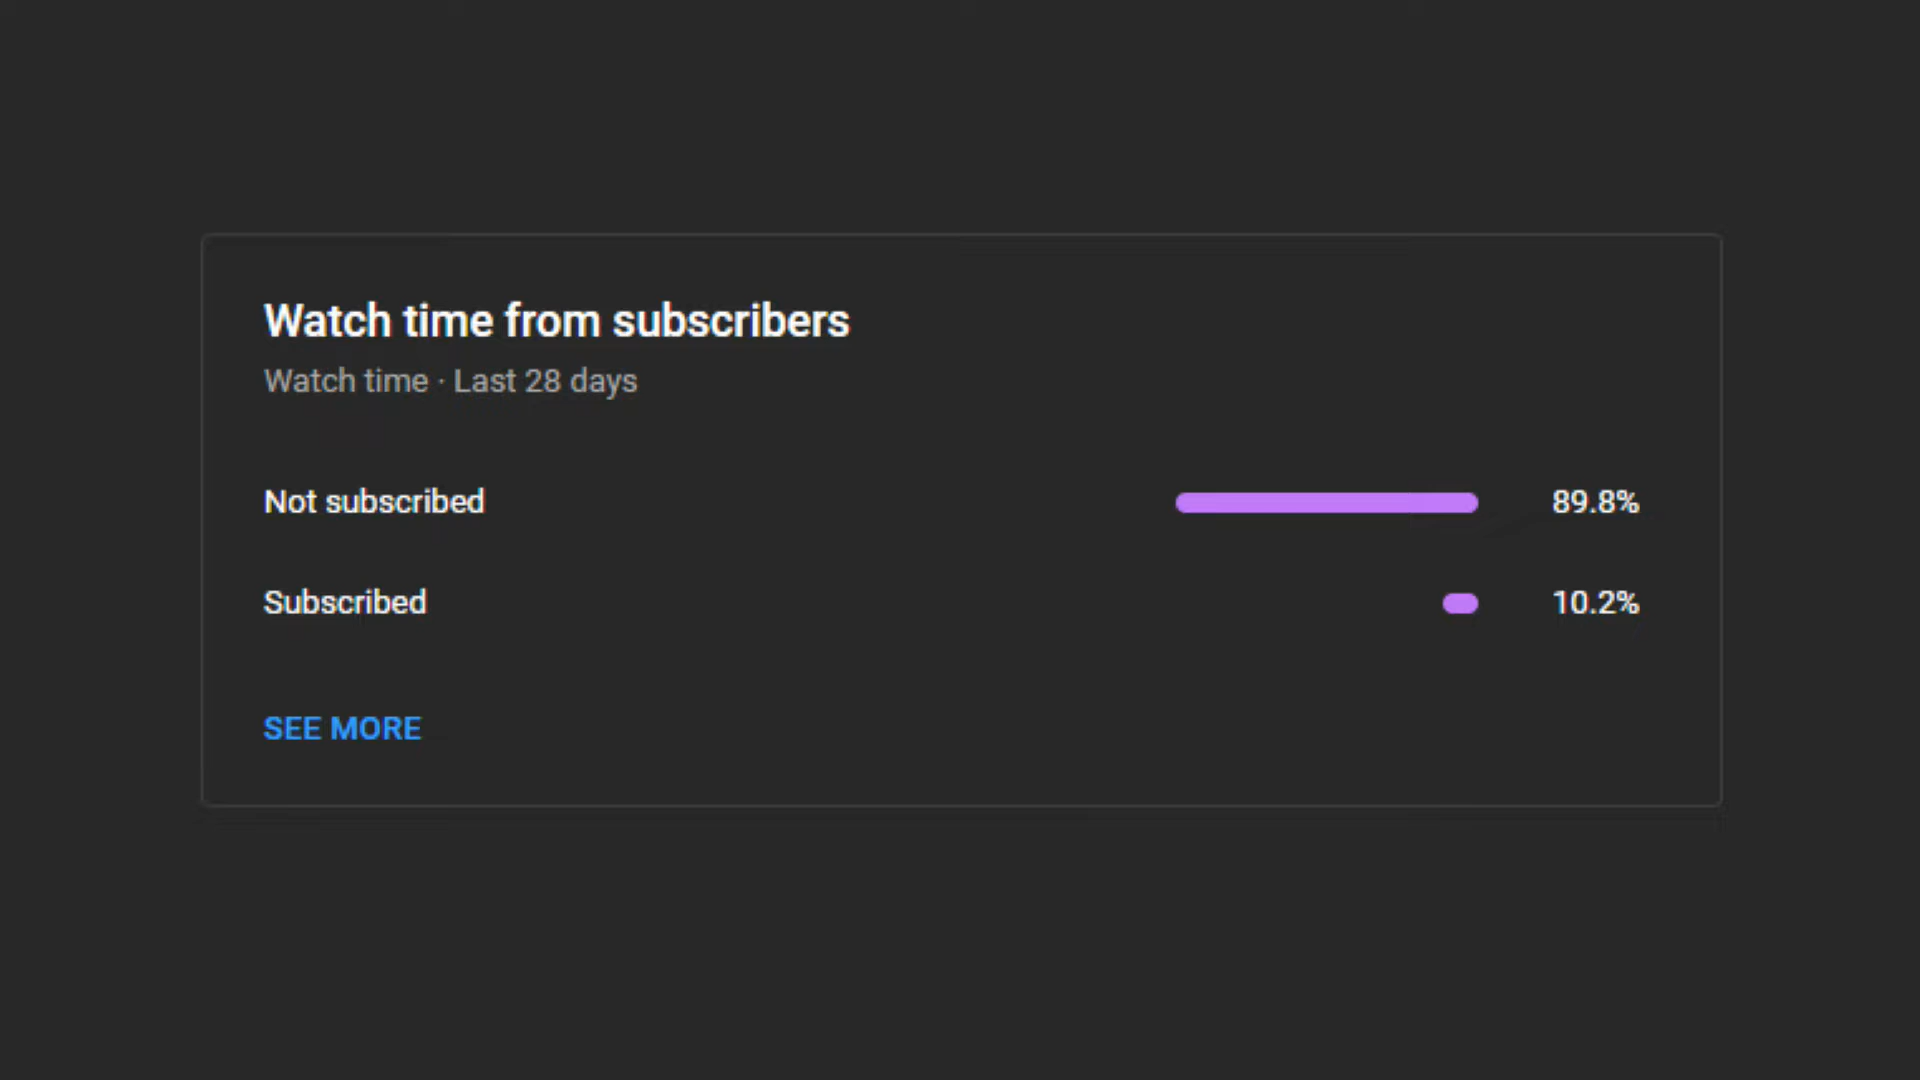 Watch time from subscribers
Watch time · Last 28 days
Not subscribed 89.8%
Subscribed 10.2%
SEE MORE